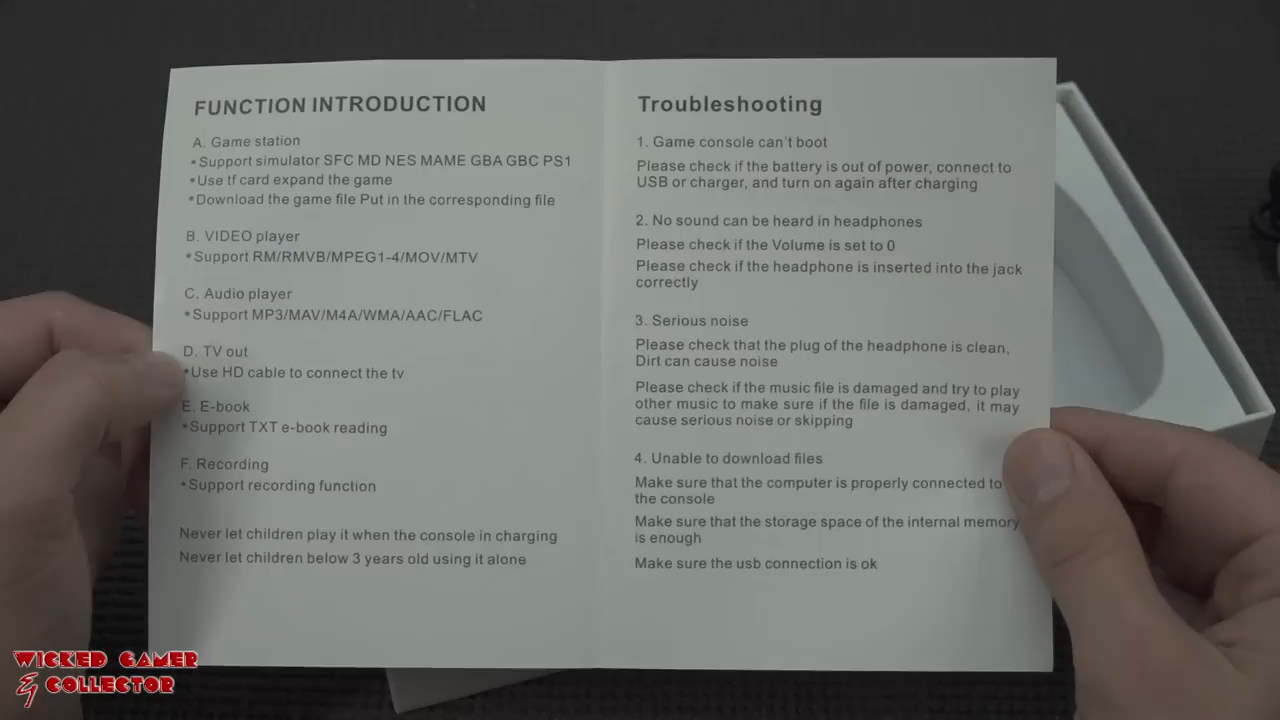 FUNCTION INTRODUCTION
A. Game station
*Support simulator SFC MD NES MAME GBA GBC PS1
*Use tf card expand the game
*Download the game file Put in the corresponding file
B. VIDEO player
*Support RM/RMVB/MPEG1-4/MOV/MTV
C. Audio player
*Support MP3/MAV/M4A/WMA/AAC/FLAC
D. TV out
*Use HD cable to connect the tv
E. E-book
*Support TXT e-book reading
F. Recording
*Support recording function
Never let children play it when the console in charging
Never let children below 3 years old using it alone
Troubleshooting
1. Game console can't boot
Please check if the battery is out of power, connect to
USB or charger, and turn on again after charging
2. No sound can be heard in headphones
Please check if the Volume is set to 0
Please check if the headphone is inserted into the jack
correctly
3. Serious noise
Please check that the plug of the headphone is clean,
Dirt can cause noise
Please check if the music file is damaged and try to play
other music to make sure if the file is damaged, it may
cause serious noise or skipping
4. Unable to download files
Make sure that the computer is properly connected to
the console
Make sure that the storage space of the internal memory
is enough
Make sure the usb connection is ok
WICKED GAMER
& COLLECTOR